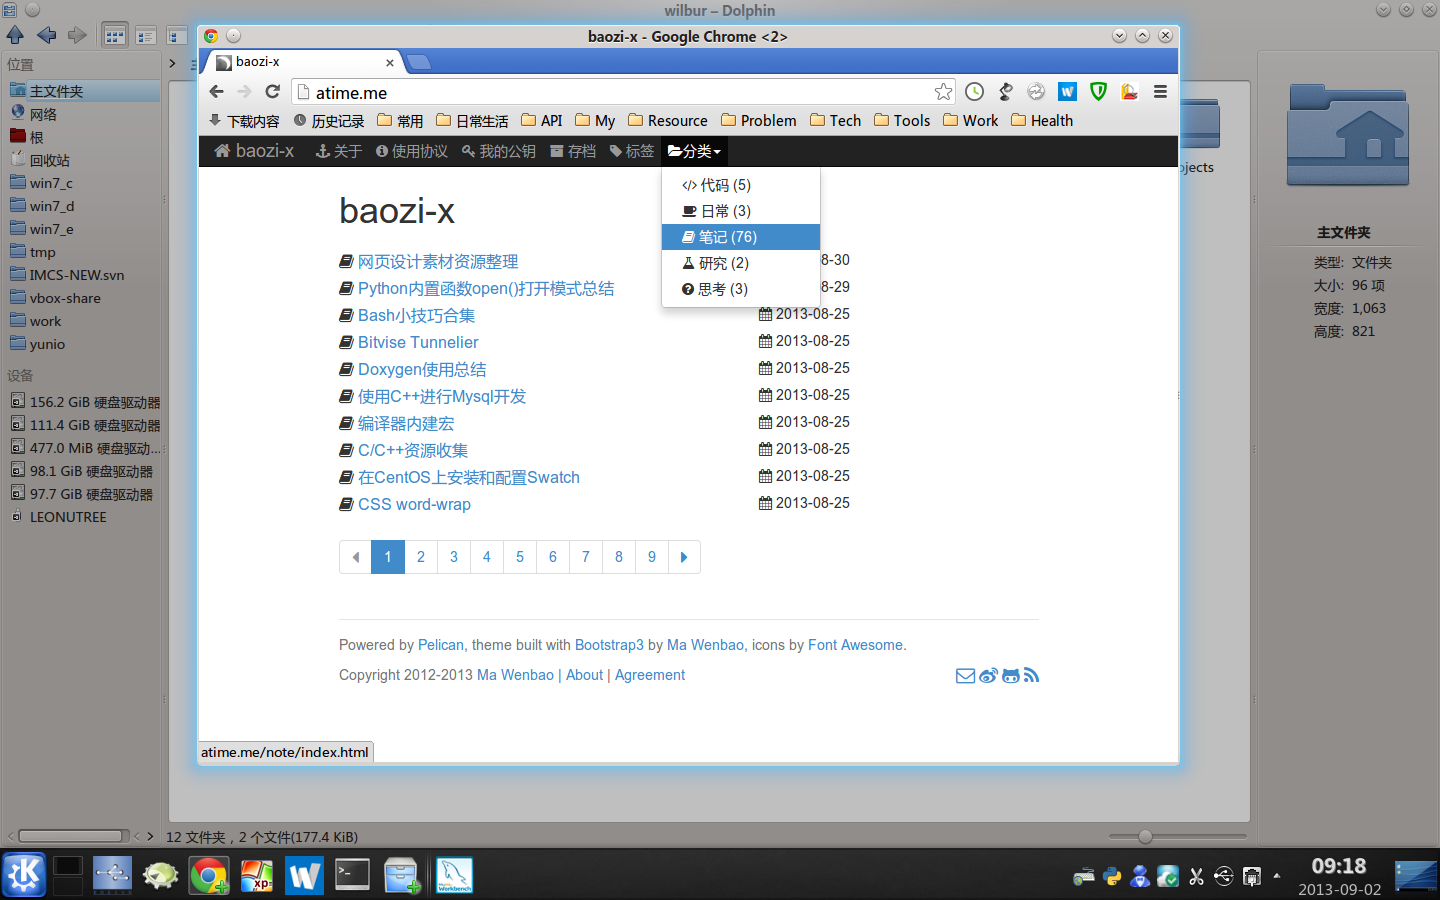 wilbur – Dolphin
baozi-x - Google Chrome <2>
baozi-x
atime.me
下载内容 历史记录 常用 日常生活 API My Resource Problem Tech Tools Work Health
baozi-x 关于 使用协议 我的公钥 存档 标签 分类
代码 (5)
日常 (3)
笔记 (76)
研究 (2)
思考 (3)
baozi-x
网页设计素材资源整理 8-30
Python内置函数open()打开模式总结 8-29
Bash小技巧合集 2013-08-25
Bitvise Tunnelier 2013-08-25
Doxygen使用总结 2013-08-25
使用C++进行Mysql开发 2013-08-25
编译器内建宏 2013-08-25
C/C++资源收集 2013-08-25
在CentOS上安装和配置Swatch 2013-08-25
CSS word-wrap 2013-08-25
1 2 3 4 5 6 7 8 9
Powered by Pelican, theme built with Bootstrap3 by Ma Wenbao, icons by Font Awesome.
Copyright 2012-2013 Ma Wenbao | About | Agreement
atime.me/note/index.html
位置
主文件夹
网络
根
回收站
win7_c
win7_d
win7_e
tmp
IMCS-NEW.svn
vbox-share
work
yunio
设备
156.2 GiB 硬盘驱动器
111.4 GiB 硬盘驱动器
477.0 MiB 硬盘驱动...
98.1 GiB 硬盘驱动器
97.7 GiB 硬盘驱动器
LEONUTREE
ojects
主文件夹
类型: 文件夹
大小: 96 项
宽度: 1,063
高度: 821
12 文件夹，2 个文件(177.4 KiB)
xp
W
Workbench
09:18
2013-09-02